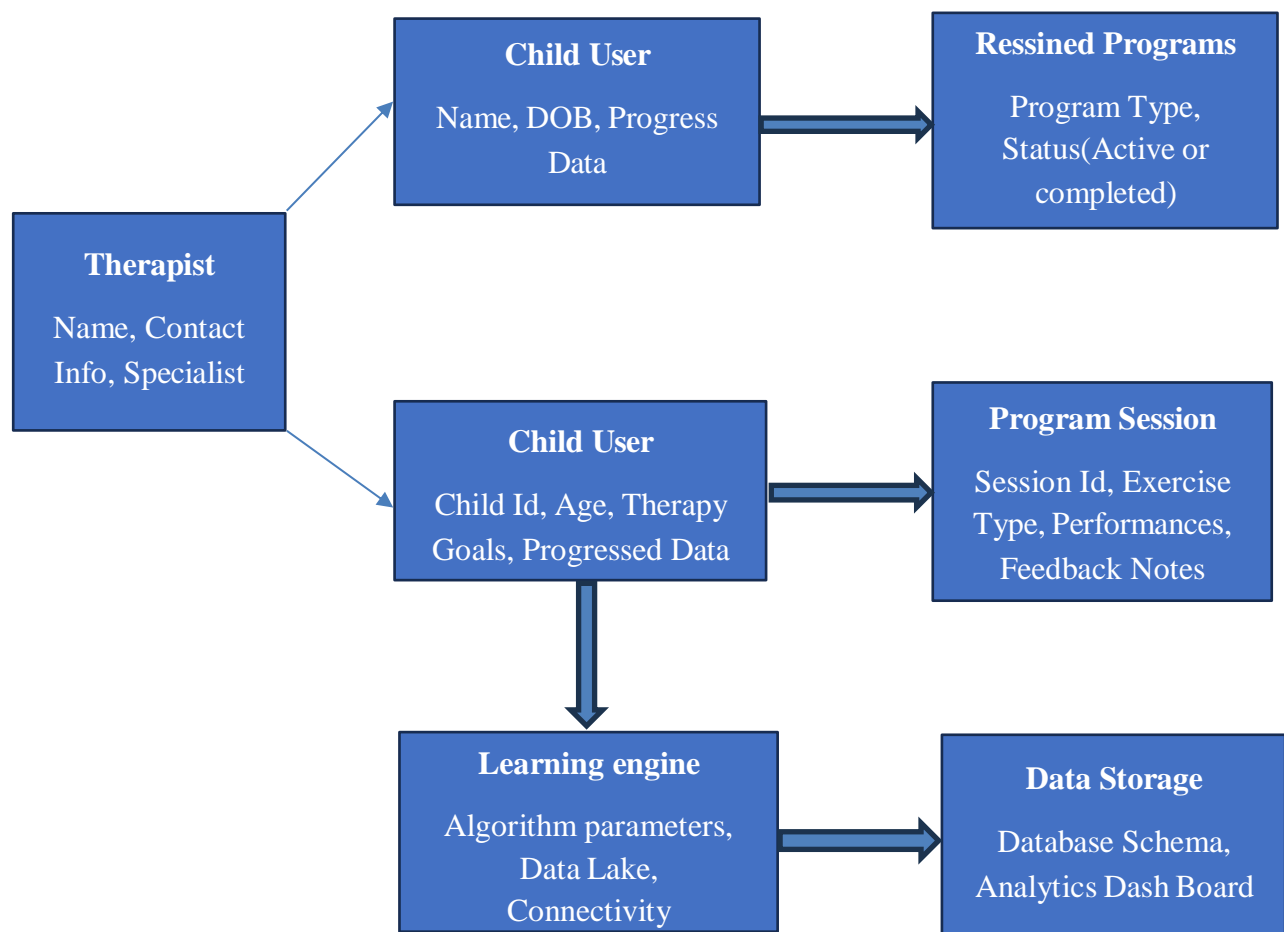 Child User
Name, DOB, Progress
Data
Ressined Programs
Program Type,
Status(Active or
completed)
Therapist
Name, Contact
Info, Specialist
Child User
Child Id, Age, Therapy
Goals, Progressed Data
Program Session
Session Id, Exercise
Type, Performances,
Feedback Notes
Learning engine
Algorithm parameters,
Data Lake,
Connectivity
Data Storage
Database Schema,
Analytics Dash Board